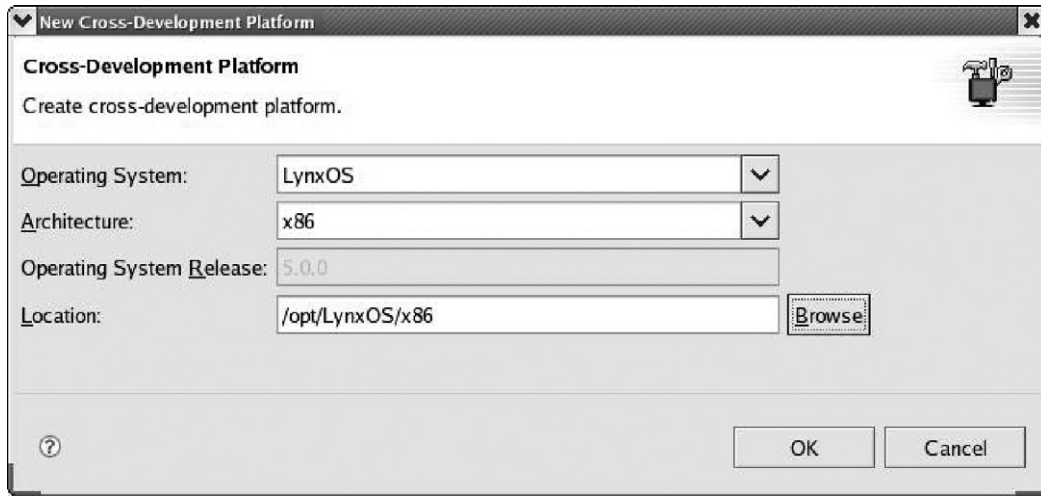 New Cross-Development Platform
Cross-Development Platform
Create cross-development platform.
Operating System: LynxOS
Architecture: x86
Operating System Release: 5.0.0
Location: /opt/LynxOS/x86 Browse
? OK Cancel